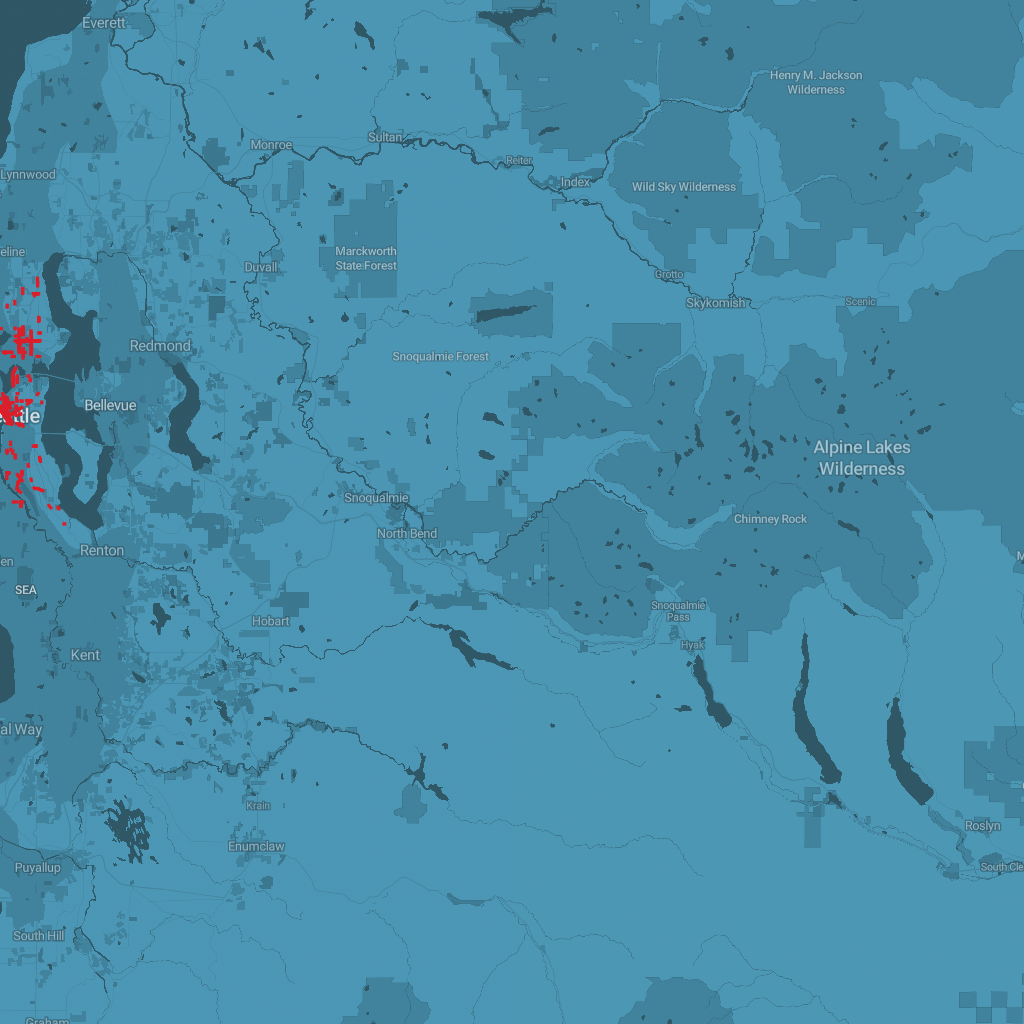 Everett
Henry M. Jackson
Wilderness
Sultan
Monroe
Reiter
Lynnwood
Index
Wild Sky Wilderness
eline
Marckworth
State Forest
Duvall
Grotto
Skykomish
Scenic
Redmond
Snoqualmie Forest
Bellevue
ttle
Alpine Lakes
Wilderness
Snoqualmie
Chimney Rock
North Bend
Renton
en
M
SEA
Snoqualmie
Pass
Hobart
Hyak
Kent
al Way
Krain
Roslyn
Enumclaw
Puyallup
South Cle
South Hill
Graham